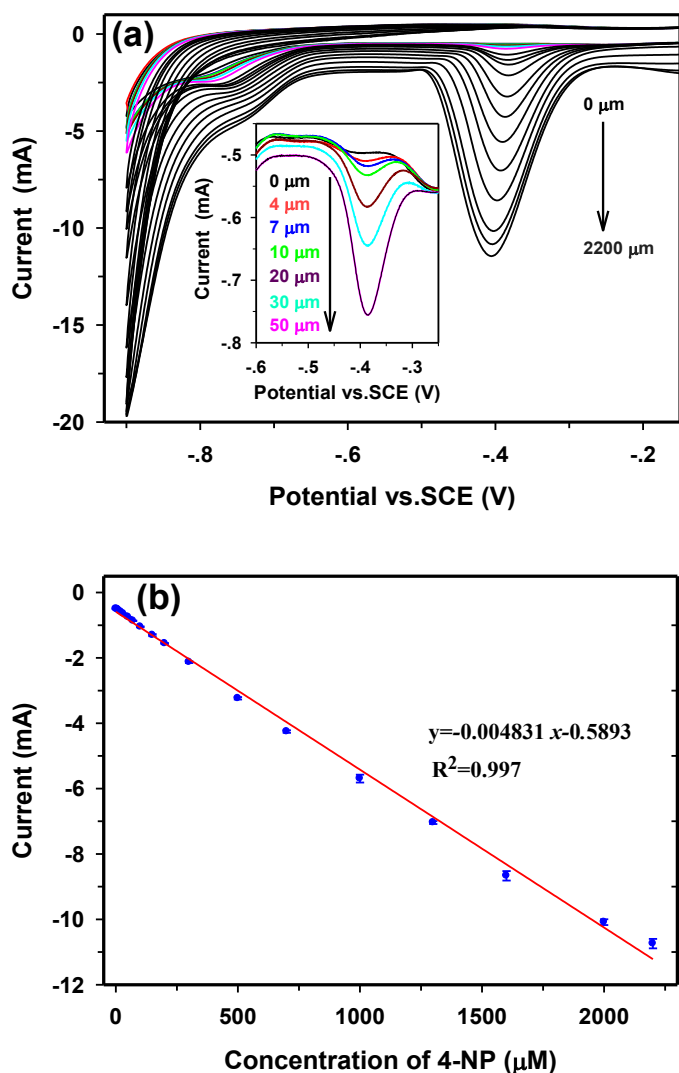 (a)
0
-5
-10
-15
-20
Current (mA)
-.8
-.6
-.4
-.2
Potential vs.SCE (V)
0 µm
2200 µm
-.5
-.6
-.7
-.8
Current (mA)
0 µm
4 µm
7 µm
10 µm
20 µm
30 µm
50 µm
-.6
-.5
-.4
-.3
Potential vs.SCE (V)
(b)
0
-2
-4
-6
-8
-10
-12
Current (mA)
y=-0.004831 x-0.5893
R²=0.997
0
500
1000
1500
2000
Concentration of 4-NP (µM)